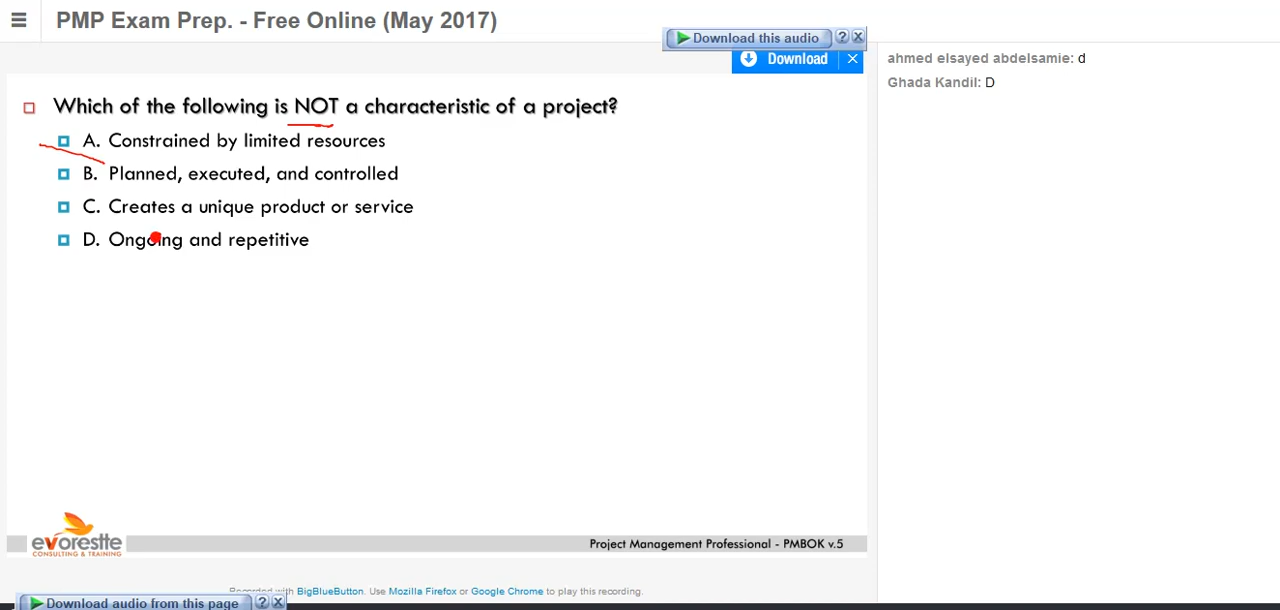 PMP Exam Prep. - Free Online (May 2017)
Download this audio ? X
Download X
ahmed elsayed abdelsamie: d
Ghada Kandil: D
Which of the following is NOT a characteristic of a project?
A. Constrained by limited resources
B. Planned, executed, and controlled
C. Creates a unique product or service
D. Ongoing and repetitive
evorestte
CONSULTING & TRAINING
Project Management Professional - PMBOK v.5
Recorded with BigBlueButton. Use Mozilla Firefox or Google Chrome to play this recording.
Download audio from this page ? X